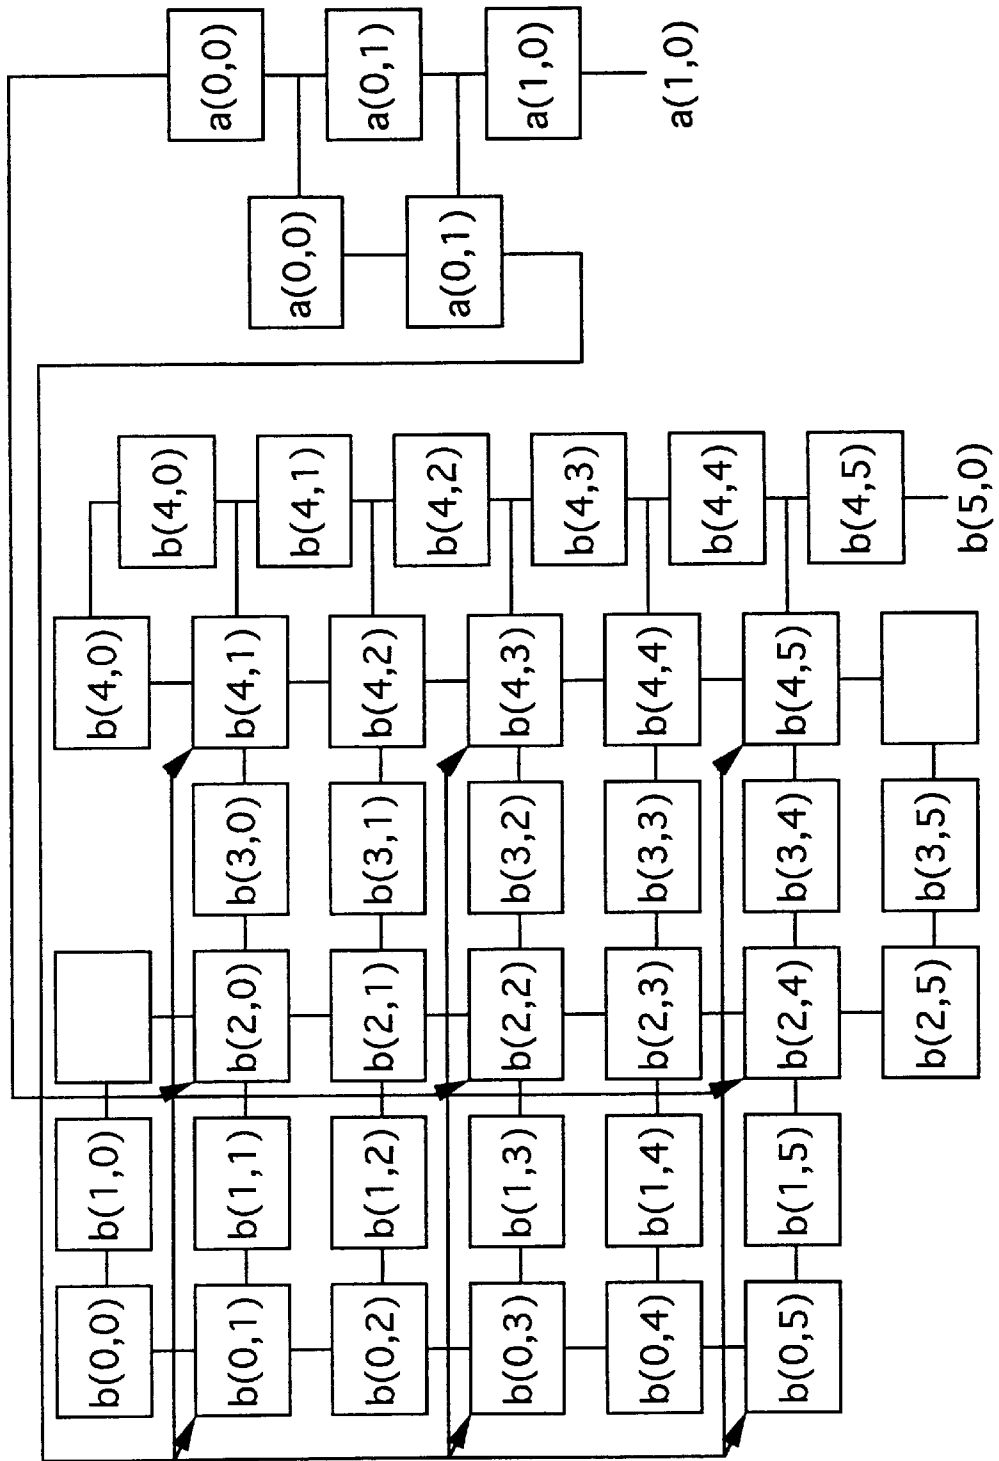 b(0,0)
b(1,0)
b(4,0)
b(4,0)
a(0,0)
b(0,1)
b(1,1)
b(2,0)
b(3,0)
b(4,1)
b(4,1)
a(0,0)
b(0,2)
b(1,2)
b(2,1)
b(3,1)
b(4,2)
a(0,1)
b(4,2)
a(0,1)
b(0,3)
b(1,3)
b(2,2)
b(3,2)
b(4,3)
a(1,0)
b(4,3)
b(0,4)
b(1,4)
b(2,3)
b(3,3)
b(4,4)
a(1,0)
b(4,4)
b(0,5)
b(1,5)
b(2,4)
b(3,4)
b(4,5)
b(4,5)
b(2,5)
b(3,5)
b(5,0)